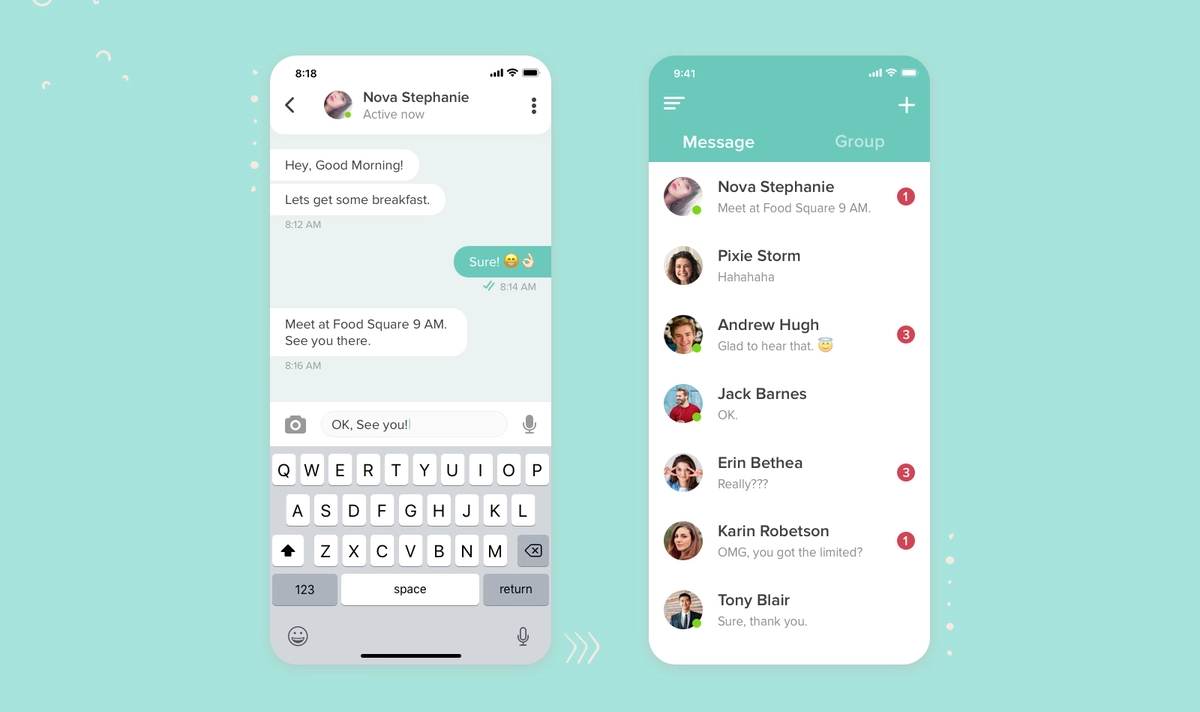 8:18
Nova Stephanie
Active now
Hey, Good Morning!
Lets get some breakfast.
8:12 AM
Sure! 😁👌🏻
8:14 AM
Meet at Food Square 9 AM.
See you there.
8:16 AM
OK, See you!
Q W E R T Y U I O P
A S D F G H J K L
Z X C V B N M
123 space return
9:41
Message Group
Nova Stephanie
Meet at Food Square 9 AM.
1
Pixie Storm
Hahahaha
Andrew Hugh
Glad to hear that. 😇
3
Jack Barnes
OK.
Erin Bethea
Really???
3
Karin Robetson
OMG, you got the limited?
1
Tony Blair
Sure, thank you.